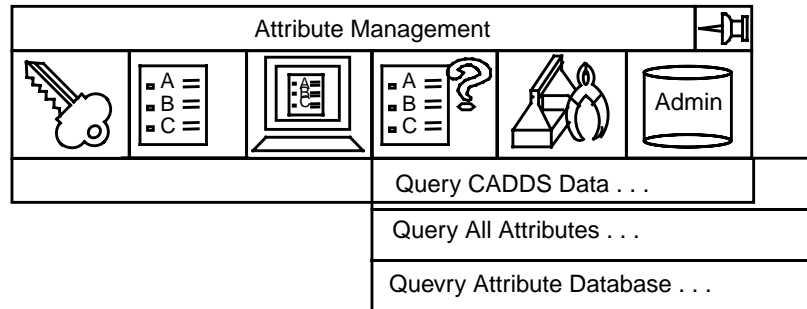 Attribute Management
A =
B =
C =
A =
B =
C =
A =
B =
C =
?
Admin
Query CADDS Data . . .
Query All Attributes . . .
Quevry Attribute Database . . .